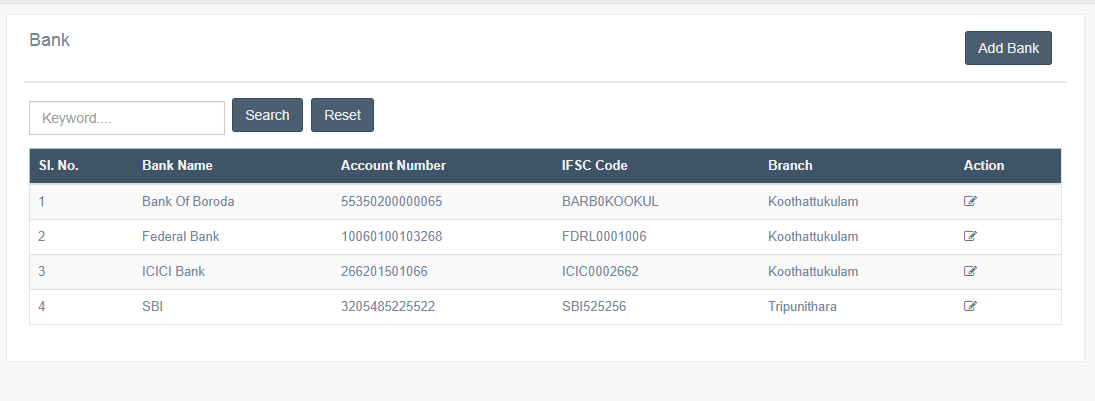 Bank
Add Bank
Keyword....
Search
Reset
Sl. No. Bank Name Account Number IFSC Code Branch Action
1 Bank Of Boroda 55350200000065 BARB0KOOKUL Koothattukulam
2 Federal Bank 10060100103268 FDRL0001006 Koothattukulam
3 ICICI Bank 266201501066 ICIC0002662 Koothattukulam
4 SBI 3205485225522 SBI525256 Tripunithara